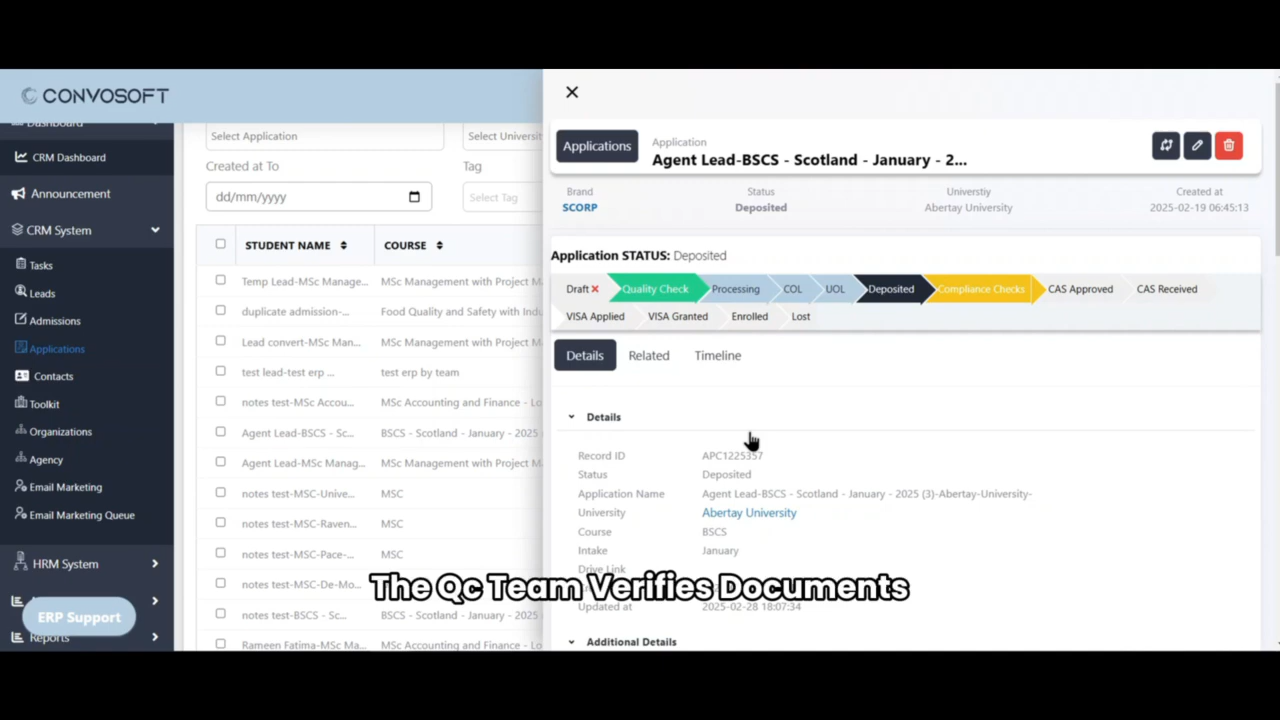 CONVOSOFT
Dashboard
CRM Dashboard
Announcement
CRM System
Tasks
Leads
Admissions
Applications
Contacts
Toolkit
Organizations
Agency
Email Marketing
Email Marketing Queue
HRM System
ERP Support
Reports
Select Application
Select Universit
Created at To
Tag
dd/mm/yyyy
Select Tag
STUDENT NAME
COURSE
Temp Lead-MSc Manage... MSc Management with Project M
duplicate admission-... Food Quality and Safety with Indu
Lead convert-MSc Man... MSc Management with Project M
test lead-test erp ... test erp by team
notes test-MSc Accou... MSc Accounting and Finance - Lo
Agent Lead-BSCS - Sc... BSCS - Scotland - January - 2025
Agent Lead-MSc Manag... MSc Management with Project M
notes test-MSC-Unive... MSC
notes test-MSC-Raven... MSC
notes test-MSC-Pace-... MSC
notes test-MSC-De-Mo...
notes test-BSCS - Sc... BSCS - Scotland - January - 2025
Rameen Fatima-MSc Ma... MSc Accounting and Finance - Lo
Applications
Application
Agent Lead-BSCS - Scotland - January - 2...
Brand Status Universtiy Created at
SCORP Deposited Abertay University 2025-02-19 06:45:13
Application STATUS: Deposited
Draft Quality Check Processing COL UOL Deposited Compliance Checks CAS Approved CAS Received
VISA Applied VISA Granted Enrolled Lost
Details Related Timeline
Details
Record ID APC1225357
Status Deposited
Application Name Agent Lead-BSCS - Scotland - January - 2025 (3)-Abertay-University-
University Abertay University
Course BSCS
Intake January
Drive Link
The Qc Team Verifies Documents
Updated at 2025-02-28 18:07:34
Additional Details